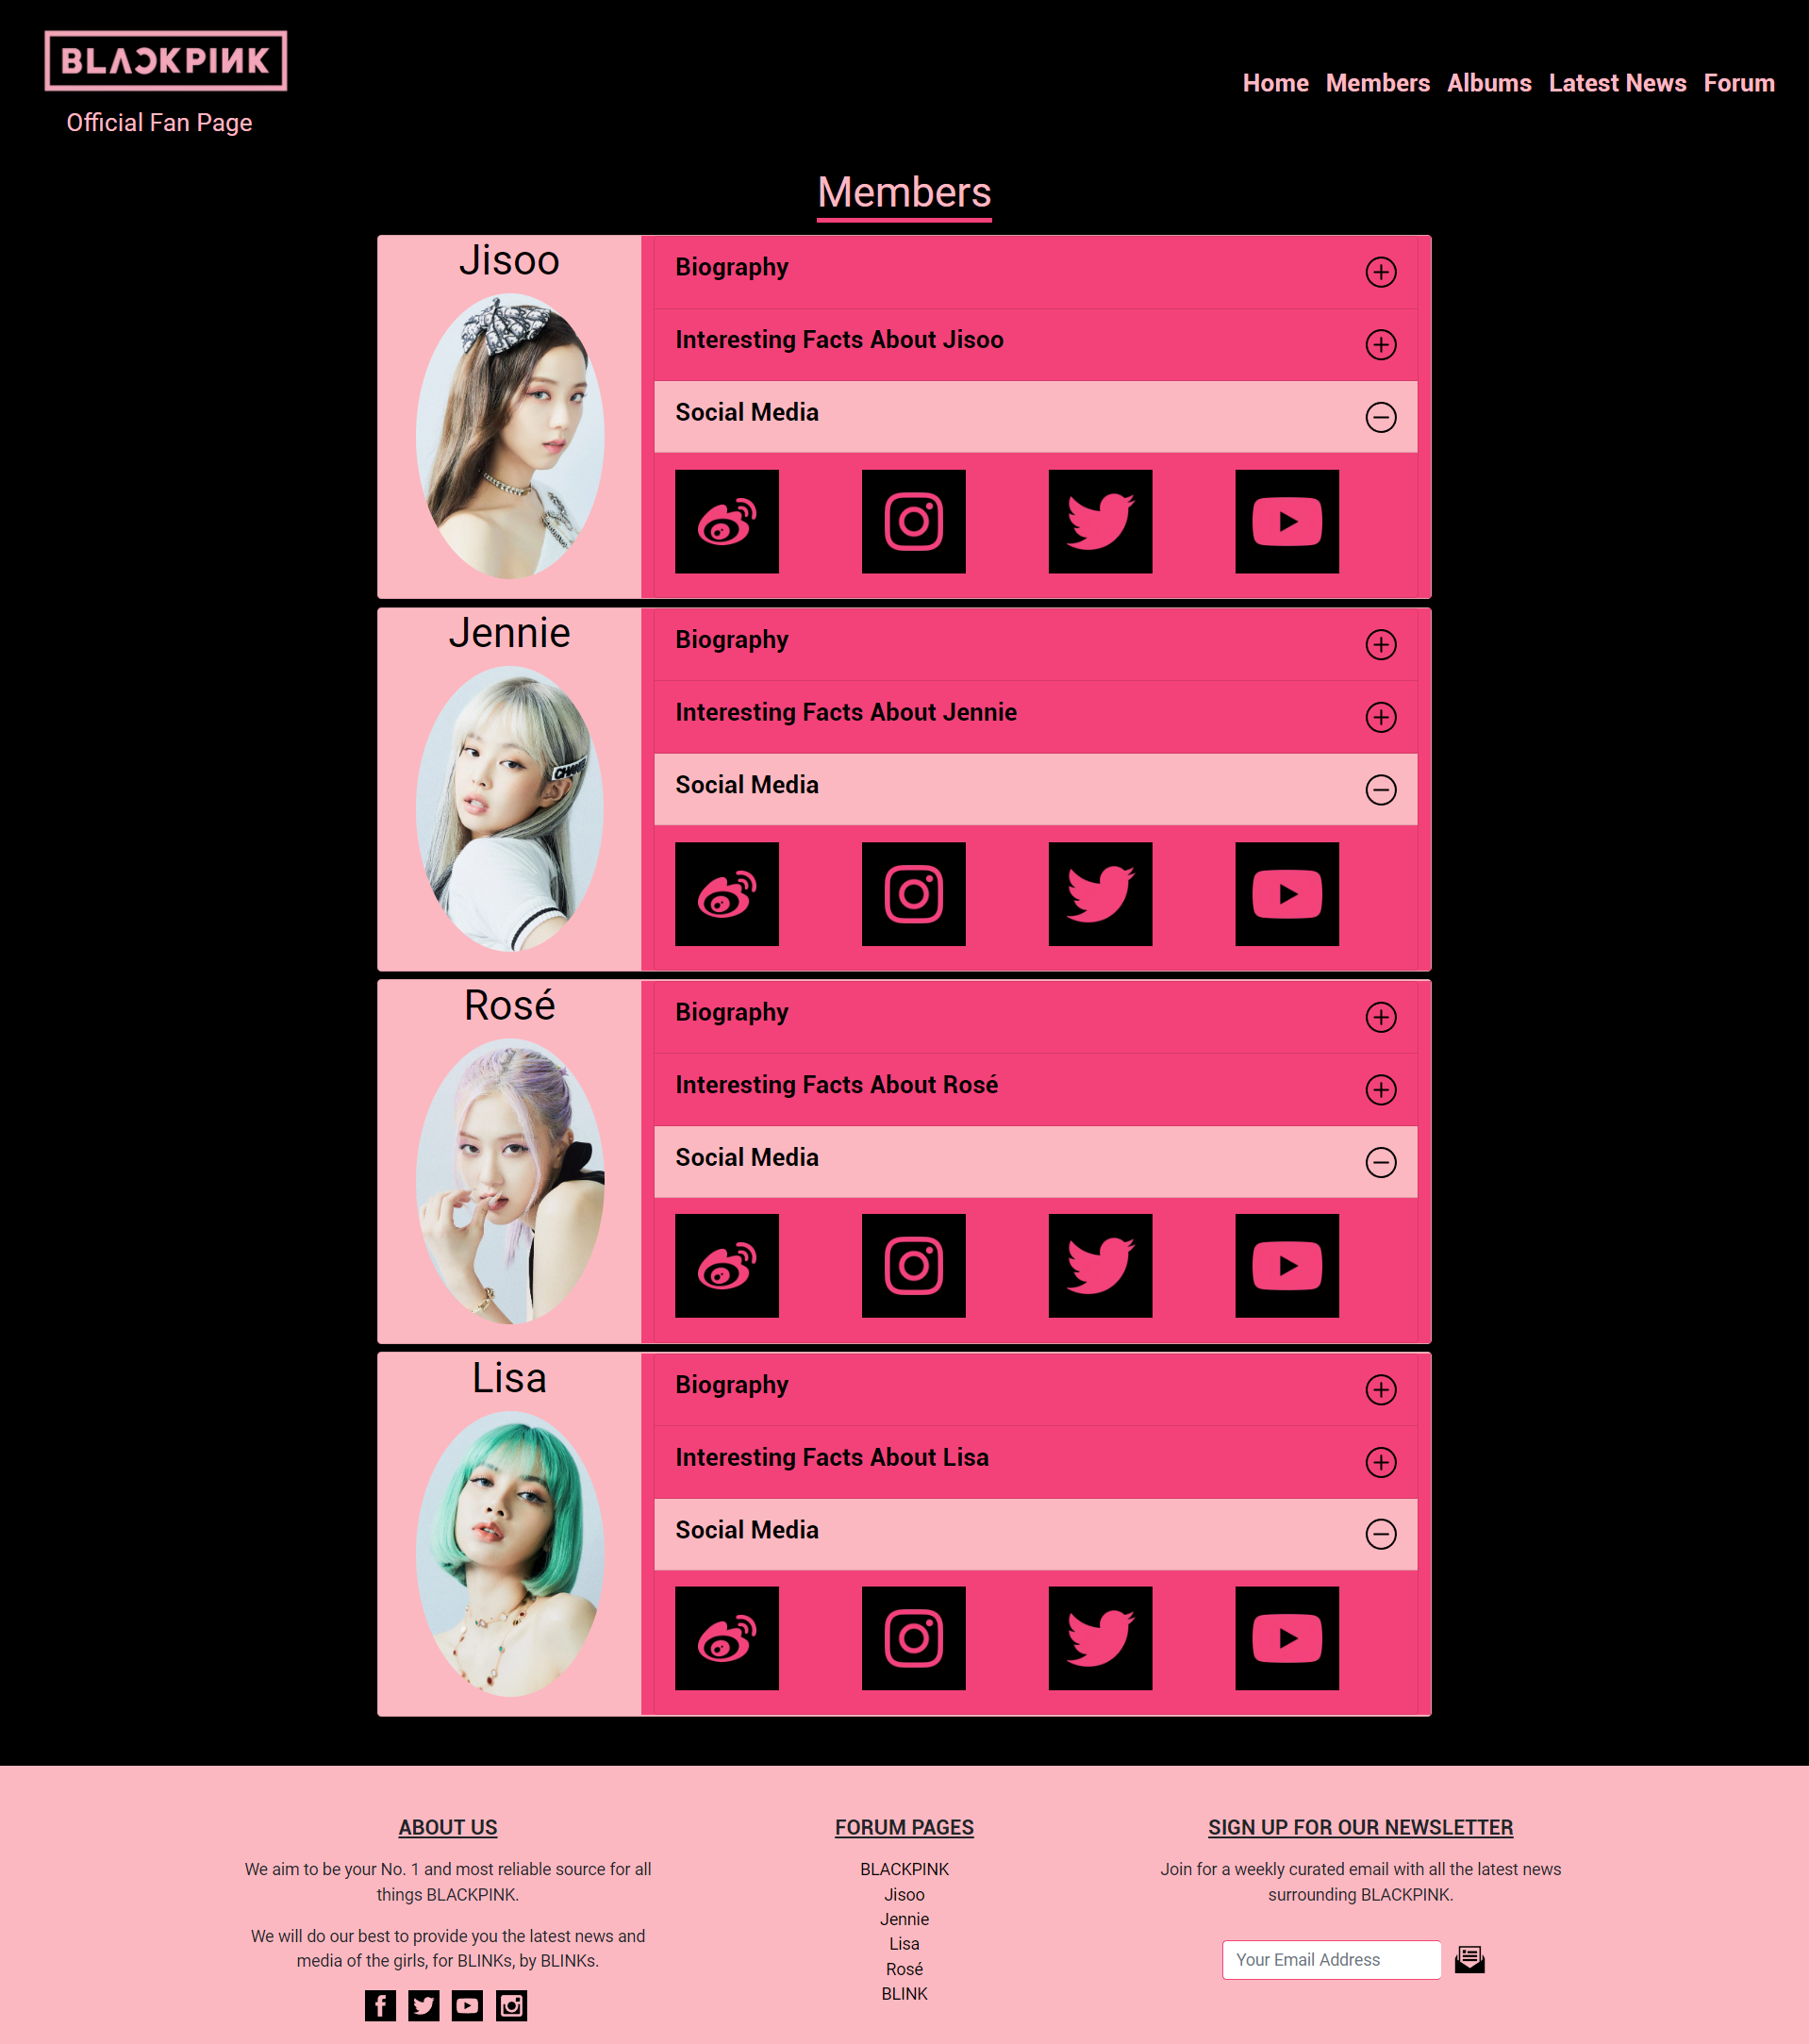 BLACKPINK
Official Fan Page
Home Members Albums Latest News Forum
Members
Jisoo
Biography
Interesting Facts About Jisoo
Social Media
Jennie
Biography
Interesting Facts About Jennie
Social Media
CHANEL
Rosé
Biography
Interesting Facts About Rosé
Social Media
Lisa
Biography
Interesting Facts About Lisa
Social Media
ABOUT US
We aim to be your No. 1 and most reliable source for all
things BLACKPINK.
We will do our best to provide you the latest news and
media of the girls, for BLINKs, by BLINKs.
FORUM PAGES
BLACKPINK
Jisoo
Jennie
Lisa
Rosé
BLINK
SIGN UP FOR OUR NEWSLETTER
Join for a weekly curated email with all the latest news
surrounding BLACKPINK.
Your Email Address